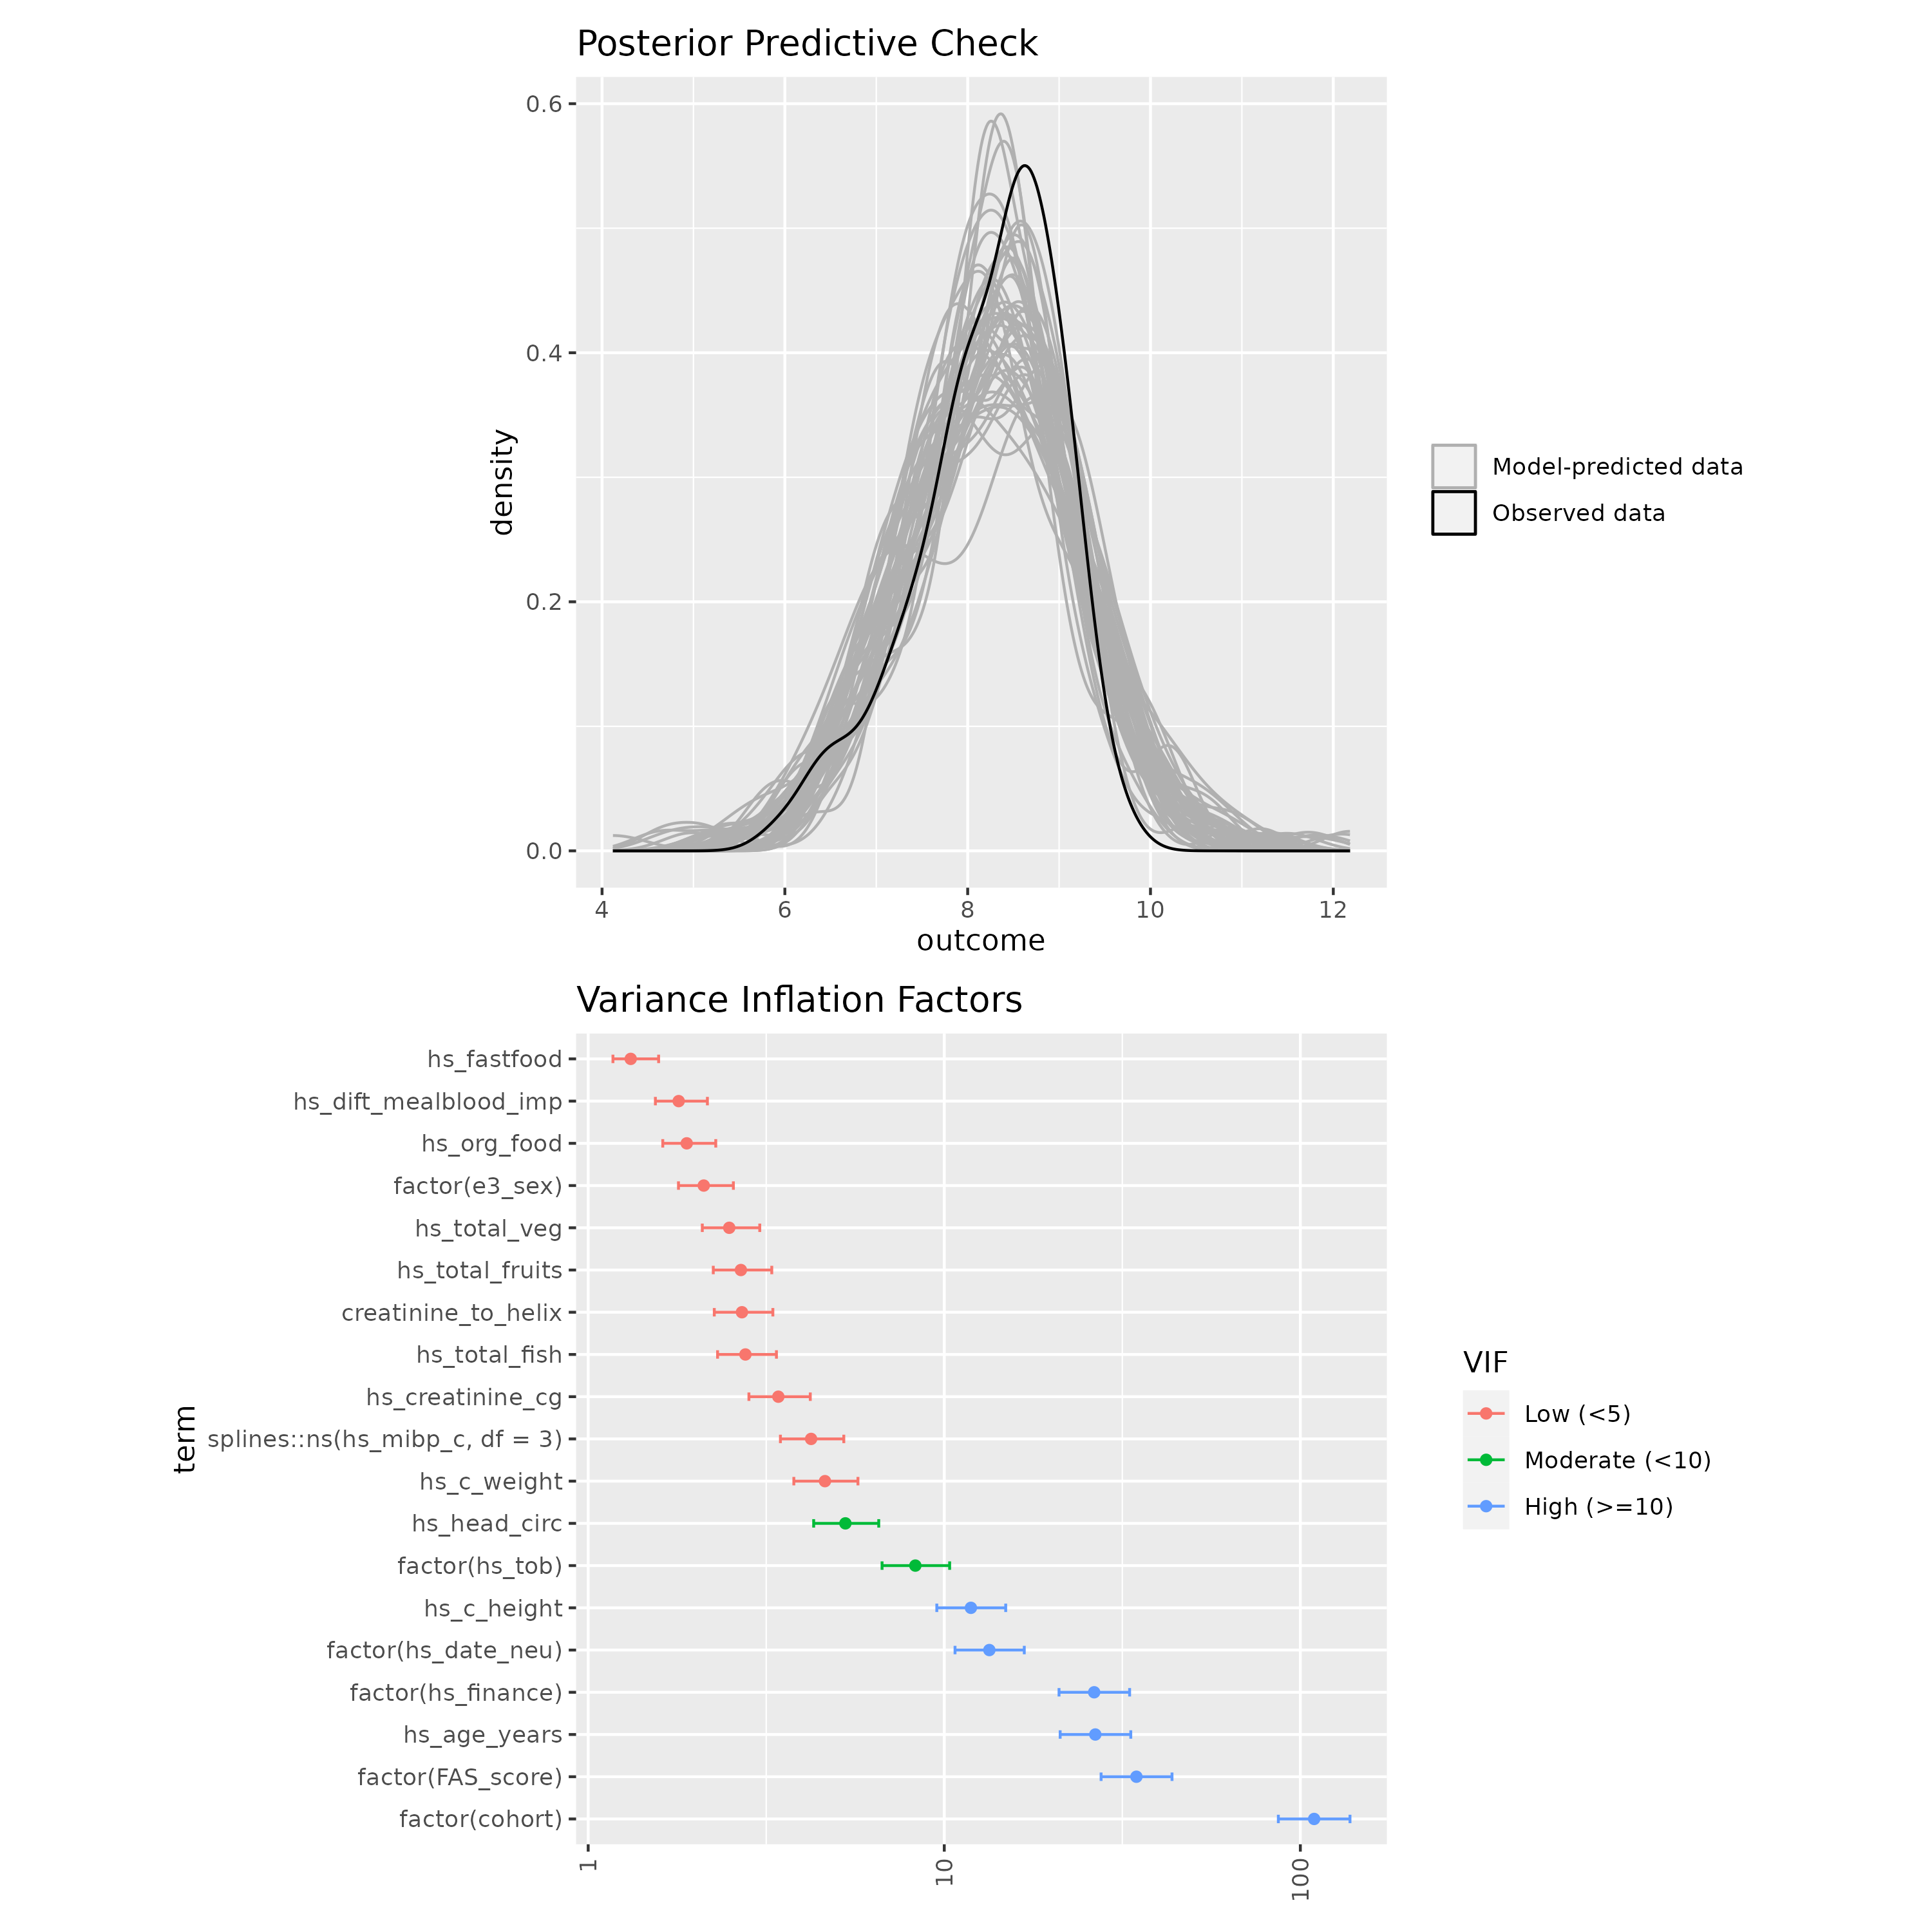 Posterior Predictive Check
0.6
0.4
0.2
0.0
density
4 6 8 10 12
outcome
Model-predicted data
Observed data
Variance Inflation Factors
hs_fastfood
hs_dift_mealblood_imp
hs_org_food
factor(e3_sex)
hs_total_veg
hs_total_fruits
creatinine_to_helix
hs_total_fish
hs_creatinine_cg
splines::ns(hs_mibp_c, df = 3)
hs_c_weight
hs_head_circ
factor(hs_tob)
hs_c_height
factor(hs_date_neu)
factor(hs_finance)
hs_age_years
factor(FAS_score)
factor(cohort)
term
1 10 100
VIF
Low (<5)
Moderate (<10)
High (>=10)